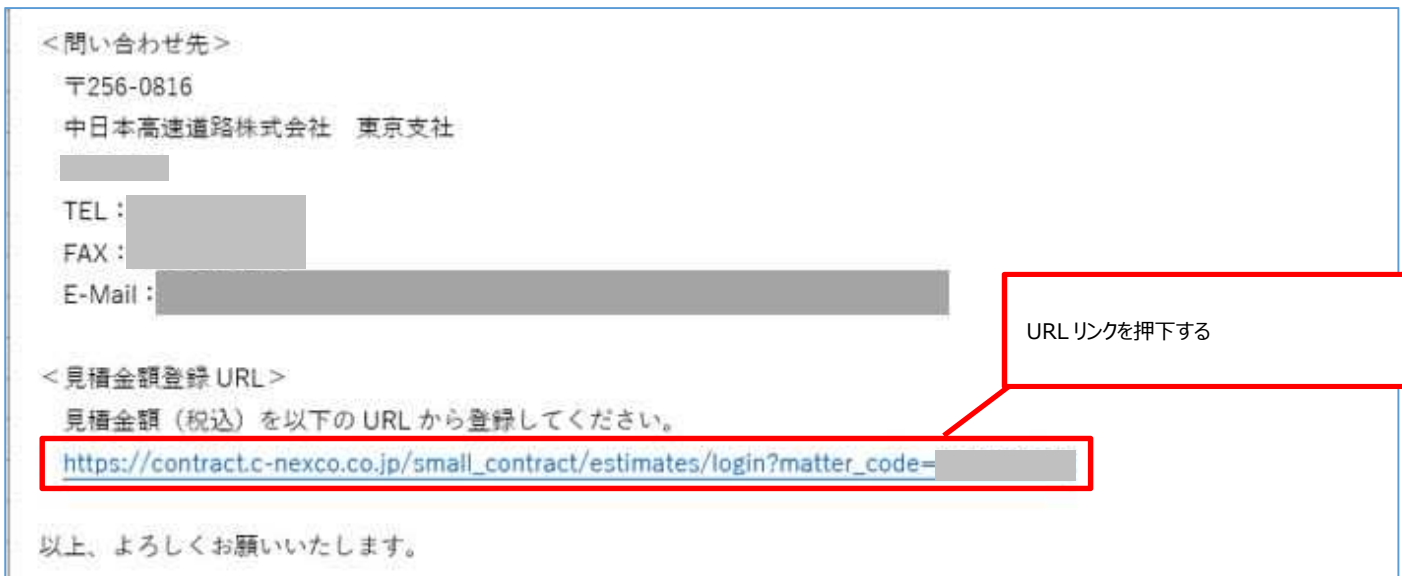 ＜問い合わせ先＞
〒256-0816
中日本高速道路株式会社　東京支社
TEL：
FAX：
E-Mail：
URLリンクを押下する
＜見積金額登録 URL＞
見積金額（税込）を以下の URL から登録してください。
https://contract.c-nexco.co.jp/small_contract/estimates/login?matter_code=
以上、よろしくお願いいたします。